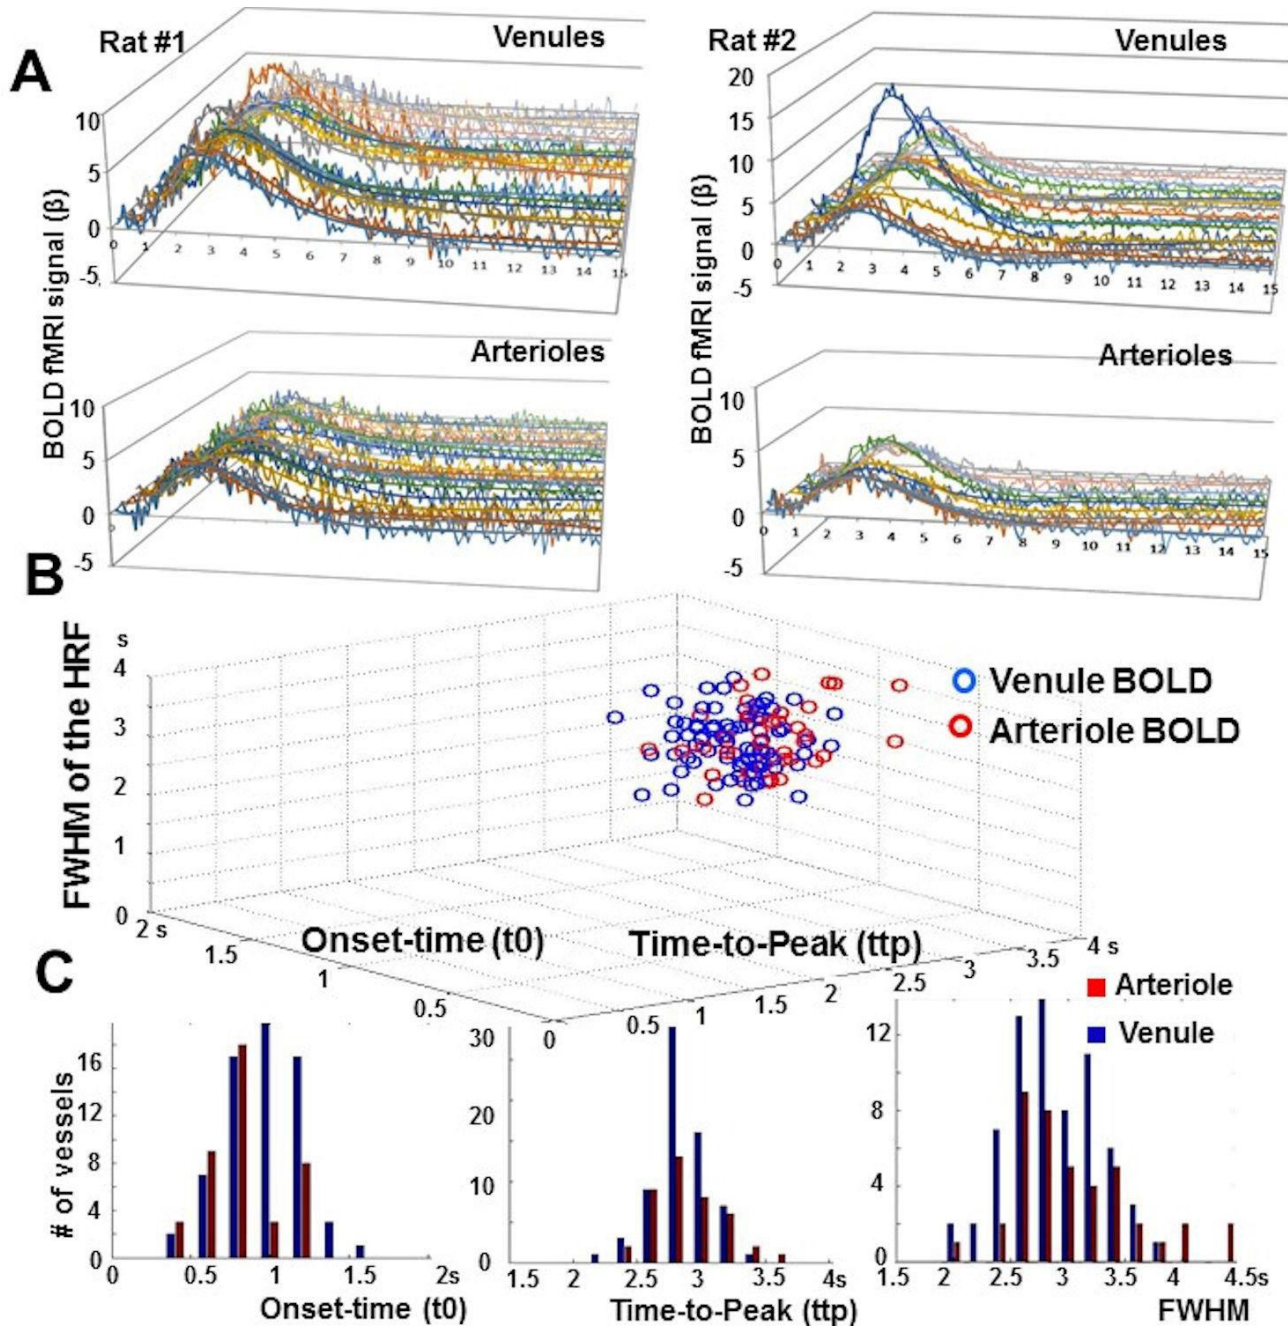 A
Rat #1
Venules
BOLD fMRI signal (β)
10
5
0
-5
0 1 2 3 4 5 6 7 8 9 10 11 12 13 14 15
Rat #2
Venules
BOLD fMRI signal (β)
20
15
10
5
0
-5
0 1 2 3 4 5 6 7 8 9 10 11 12 13 14 15
Arterioles
10
5
0
-5
0
Arterioles
10
5
0
-5
0 1 2 3 4 5 6 7 8 9 10 11 12 13 14 15
B
FWHM of the HRF
s
4
3
3
2
2
1
1
0
2 s
1.5
1
0.5
0
Onset-time (t0)
0.5
1
1.5
2
2.5
3
3.5
4 s
Time-to-Peak (ttp)
Venule BOLD
Arteriole BOLD
C
# of vessels
16
12
8
4
0
0 0.5 1 1.5 2s
Onset-time (t0)
30
20
10
0
1.5 2 2.5 3 3.5 4s
Time-to-Peak (ttp)
Arteriole
Venule
12
8
4
0
1.5 2 2.5 3 3.5 4 4.5s
FWHM